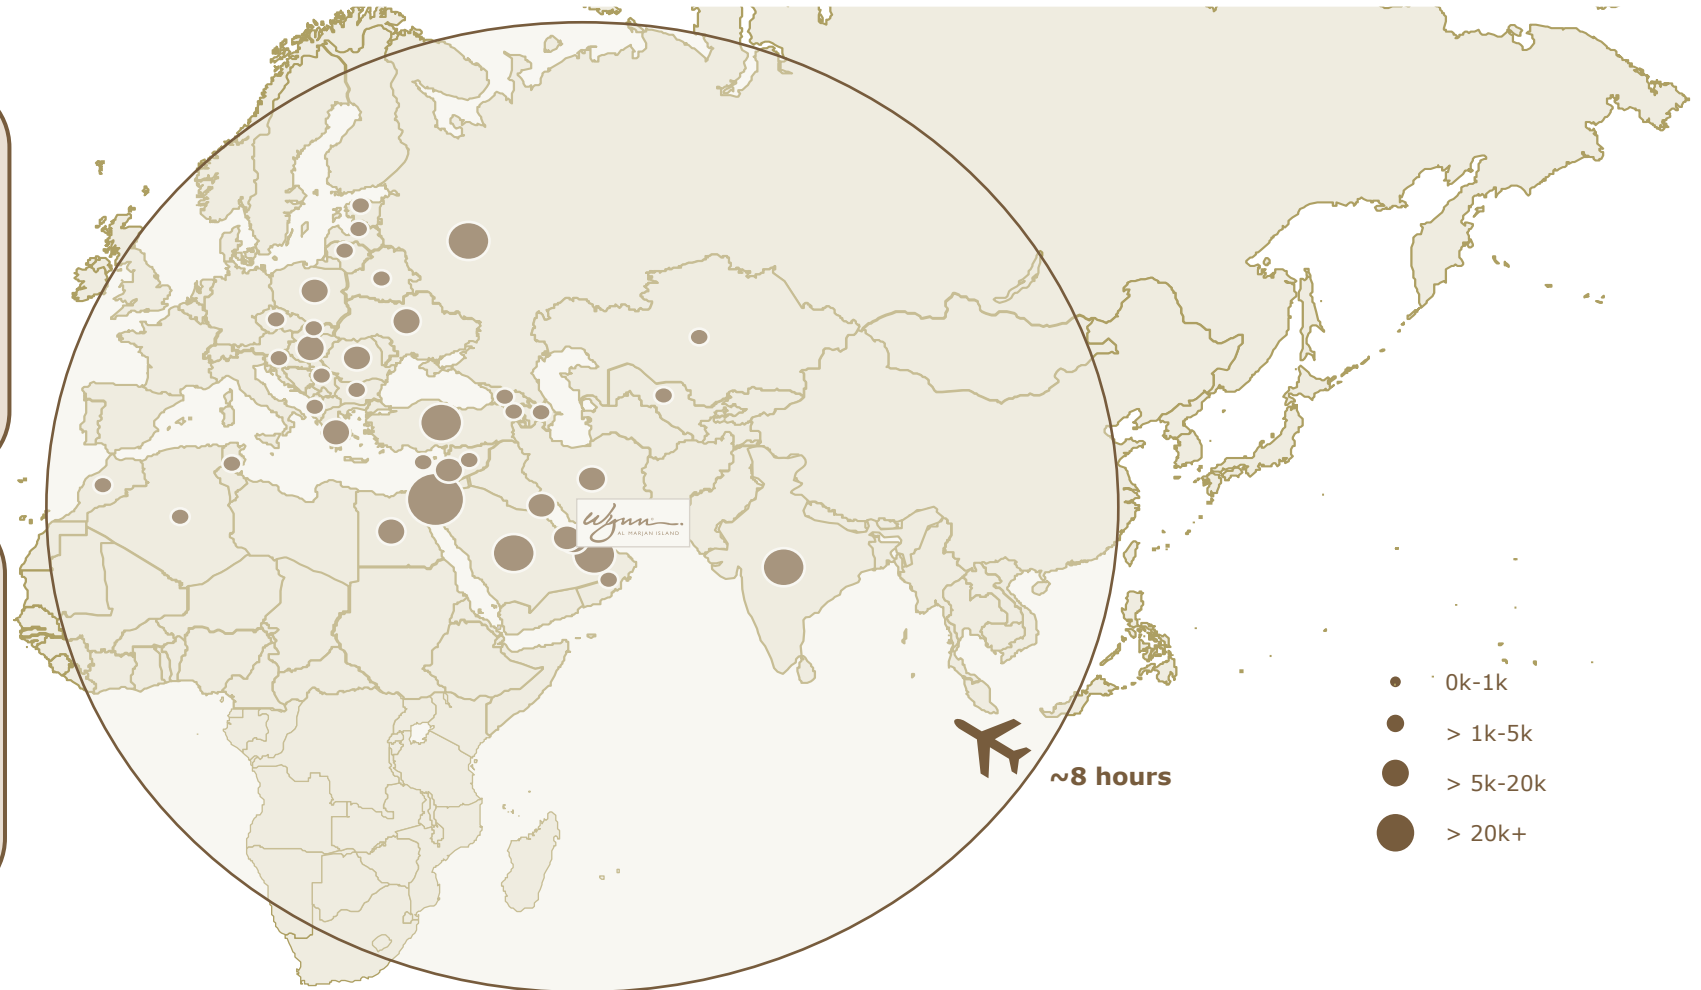 Wynn
AL MARJAN ISLAND
~8 hours
0k-1k
> 1k-5k
> 5k-20k
> 20k+